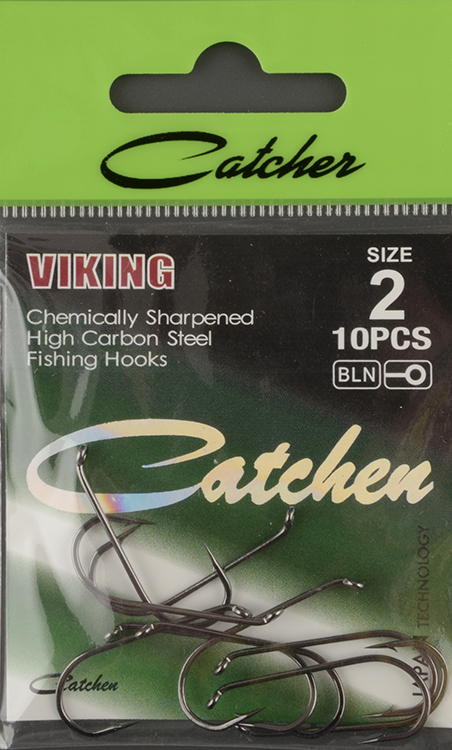 Catcher
VIKING
Chemically Sharpened
High Carbon Steel
Fishing Hooks
SIZE
2
10PCS
BLN
Catchen
Catchen
JAPAN TECHNOLOGY